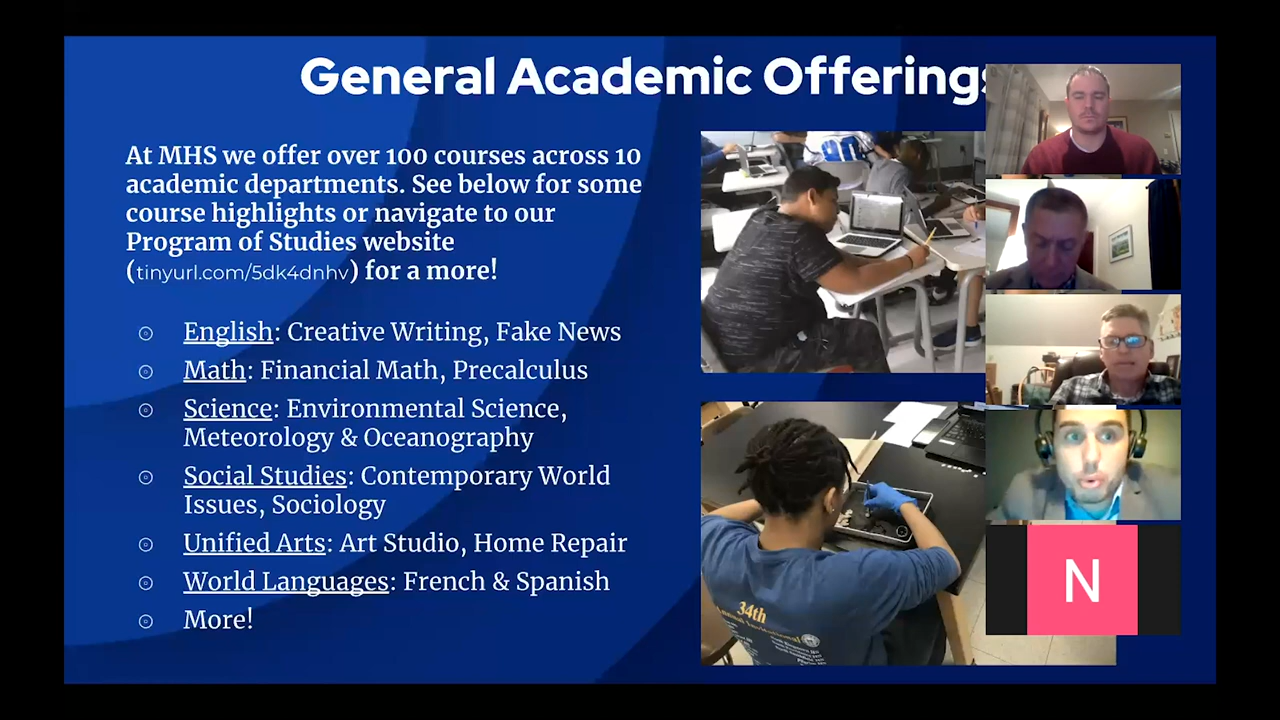 General Academic Offerings
At MHS we offer over 100 courses across 10
academic departments. See below for some
course highlights or navigate to our
Program of Studies website
(tinyurl.com/5dk4dnhv) for a more!
English: Creative Writing, Fake News
Math: Financial Math, Precalculus
Science: Environmental Science,
Meteorology & Oceanography
Social Studies: Contemporary World
Issues, Sociology
Unified Arts: Art Studio, Home Repair
World Languages: French & Spanish
More!
34th
Annual Invitational
N